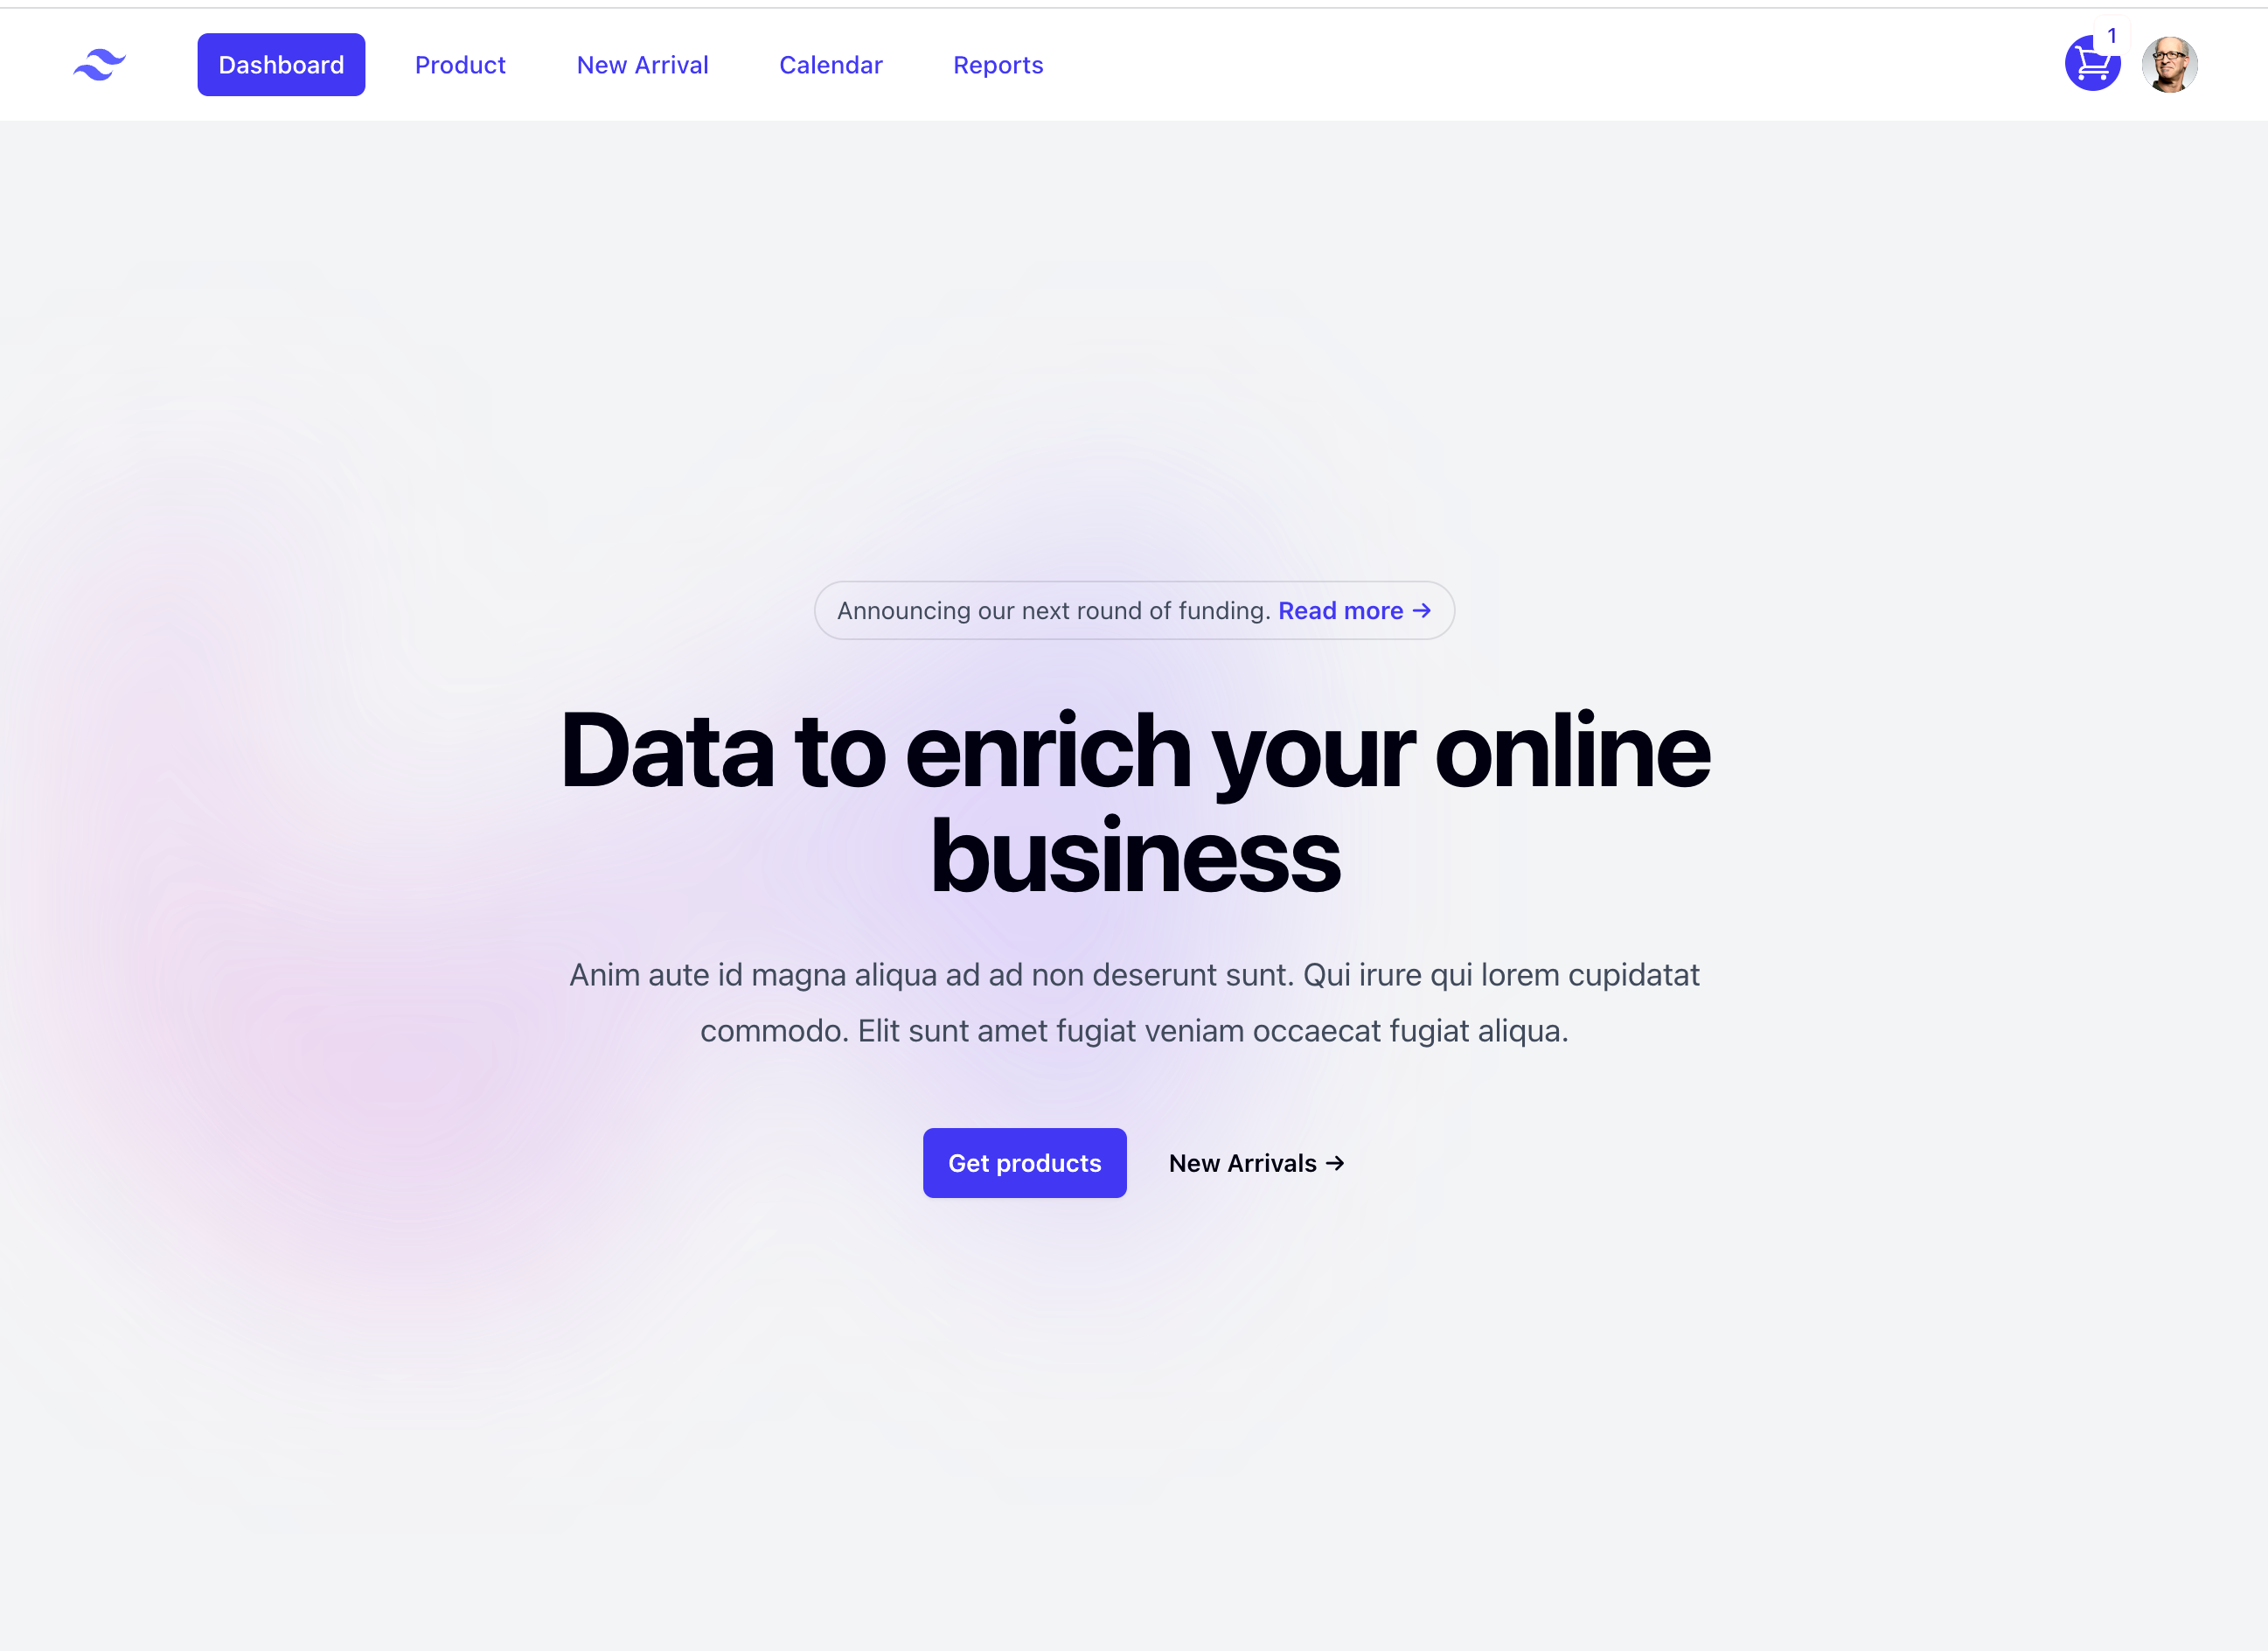 Dashboard Product New Arrival Calendar Reports 1
Announcing our next round of funding. Read more →
Data to enrich your online
business
Anim aute id magna aliqua ad ad non deserunt sunt. Qui irure qui lorem cupidatat
commodo. Elit sunt amet fugiat veniam occaecat fugiat aliqua.
Get products New Arrivals →